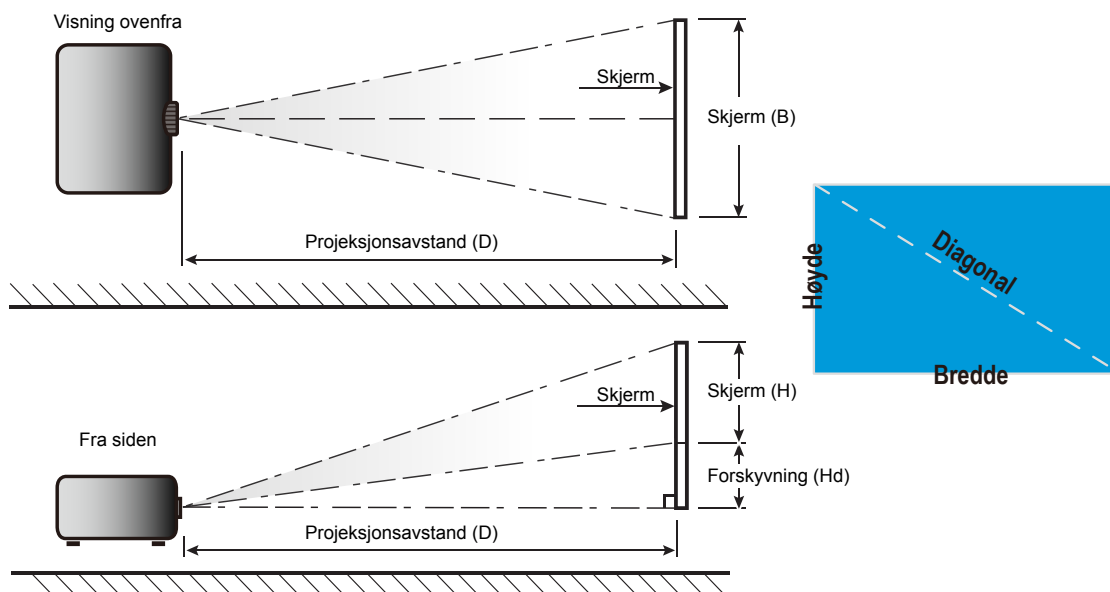 Visning ovenfra
Skjerm
Skjerm (B)
Projeksjonsavstand (D)
Høyde
Diagonal
Bredde
Fra siden
Skjerm
Skjerm (H)
Forskyvning (Hd)
Projeksjonsavstand (D)